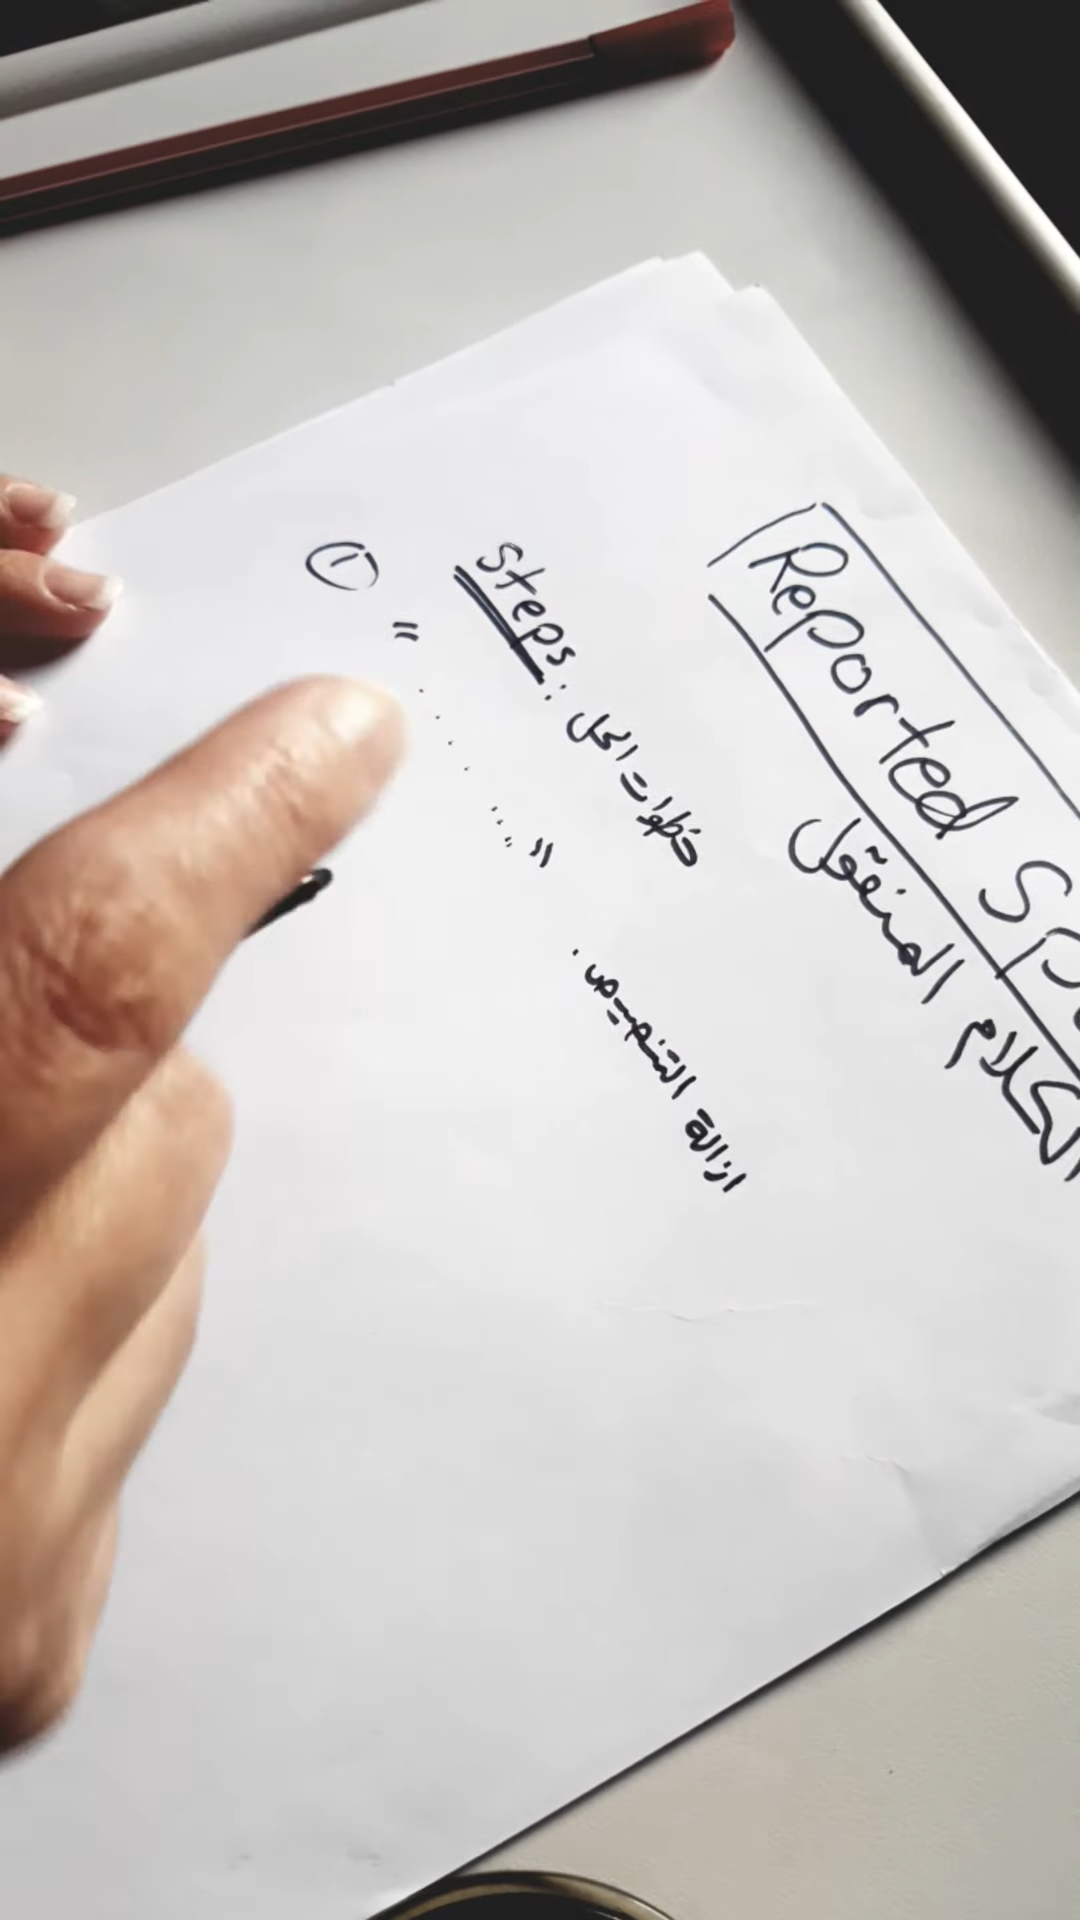 Reported Sp
الكلام المنقول
Steps: خطوات الحل
① " ........ " ازالة التنصيص .